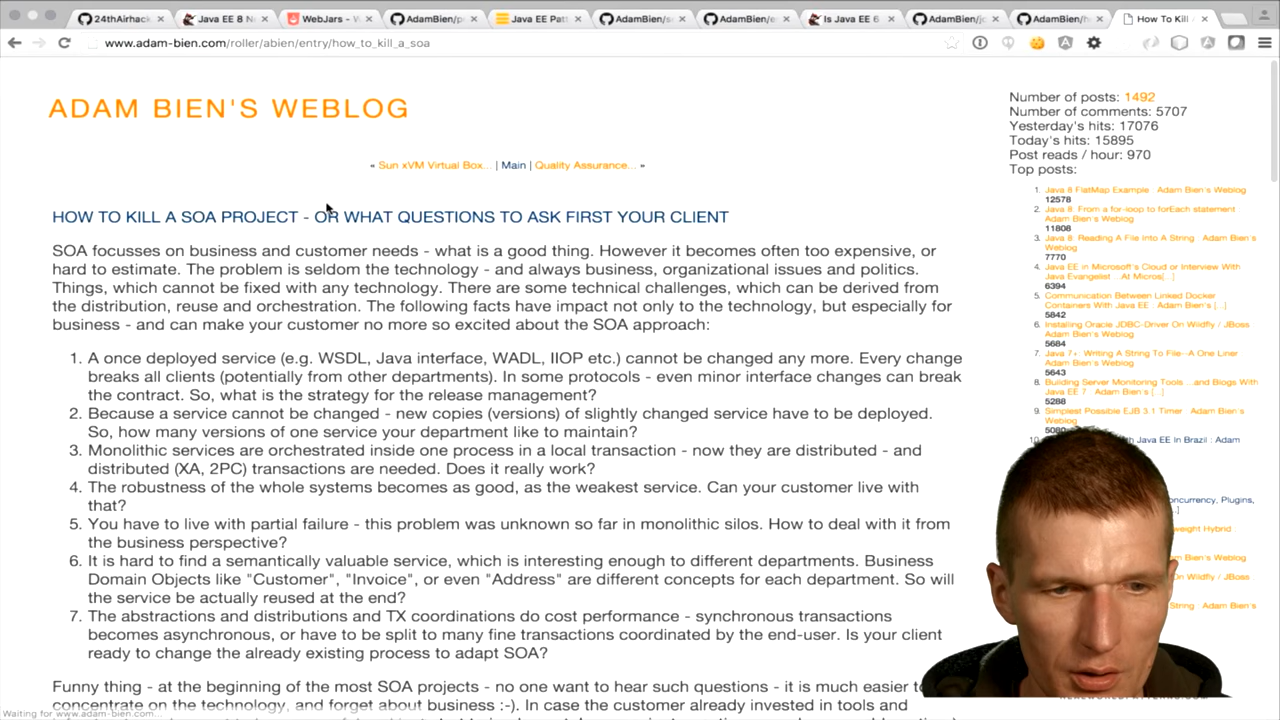 24thAirhack
Java EE 8 N
WebJars -
AdamBien/p
Java EE Pat
AdamBien/s
AdamBien/e
Is Java EE 6
AdamBien/jc
AdamBien/h
How To Kill
www.adam-bien.com/roller/abien/entry/how_to_kill_a_soa
ADAM BIEN'S WEBLOG
« Sun xVM Virtual Box... | Main | Quality Assurance... »
HOW TO KILL A SOA PROJECT - OR WHAT QUESTIONS TO ASK FIRST YOUR CLIENT
SOA focusses on business and customer needs - what is a good thing. However it becomes often too expensive, or
hard to estimate. The problem is seldom the technology - and always business, organizational issues and politics.
Things, which cannot be fixed with any technology. There are some technical challenges, which can be derived from
the distribution, reuse and orchestration. The following items have impact not only to the technology, but especially for
business - and can make your customer no more so excited about the SOA approach:
1. A once deployed service (e.g. WSDL, Java interface, WADL, IIOP etc.) cannot be changed any more. Every change
breaks all clients (potentially from other departments). In some protocols - even minor interface changes can break
the contract. So, what is the strategy for the release management?
2. Because a service cannot be changed - new copies (versions) of slightly changed service have to be deployed.
So, how many versions of one service your department like to maintain?
3. Monolithic services are orchestrated inside one process in a local transaction - now they are distributed - and
distributed (XA, 2PC) transactions are needed. Does it really work?
4. The robustness of the whole systems becomes as good, as the weakest service. Can your customer live with
that?
5. You have to live with partial failure - this problem was unknown so far in monolithic silos. How to deal with it from
the business perspective?
6. It is hard to find a semantically valuable service, which is interesting enough to different departments. Business
Domain Objects like "Customer", "Invoice", or even "Address" are different concepts for each department. So will
the service be actually reused at the end?
7. The abstractions and distributions and TX coordinations do cost performance - synchronous transactions
becomes asynchronous, or have to be split to many fine transactions coordinated by the end-user. Is your client
ready to change the already existing process to adapt SOA?
Funny thing - at the beginning of the most SOA projects - no one want to hear such questions - it is much easier to
concentrate on the technology, and forget about business :-). In case the customer already invested in tools and
Waiting for www.adam-bien.com...
Number of posts: 1492
Number of comments: 5707
Yesterday's hits: 17076
Today's hits: 15895
Post reads / hour: 970
Top posts:
1. Java 8 FlatMap Example : Adam Bien's Weblog
12578
2. Java 8: From a for-loop to forEach statement :
Adam Bien's Weblog
11808
3. Java 8: Reading A File Into A String : Adam Bien's
Weblog
7770
4. Java EE in Microsoft's Cloud or Interview With
Java Evangelist ...At Micros[...]
6394
5. Communication Between Linked Docker
Containers With Java EE : Adam Bien's [...]
5842
6. Installing Oracle JDBC-Driver On Wildfly / JBoss
: Adam Bien's Weblog
5684
7. Java 7+: Writing A String To File--A One Liner :
Adam Bien's Weblog
5643
8. Building Server Monitoring Tools ...and Blogs With
Java EE 7 : Adam Bien's [...]
5288
9. Simplest Possible EJB 3.1 Timer : Adam Bien's
Weblog
5080
10. With Java EE In Brazil : Adam
oncurrency, Plugins,
..]
weight Hybrid
m Bien's Weblog
On Wildfly / JBoss
String : Adam Bien's